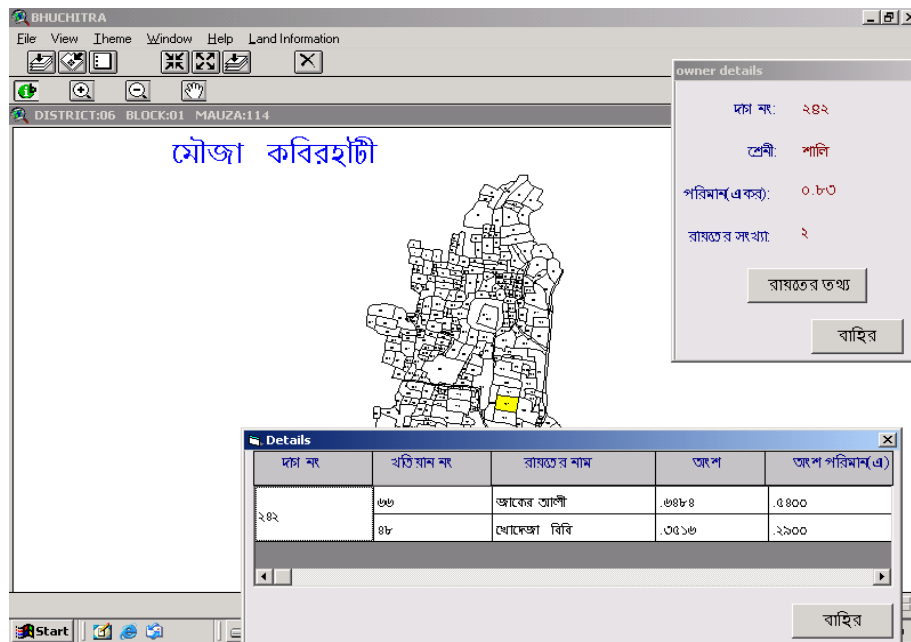 BHUCHITRA
File View Theme Window Help Land Information
owner details
DISTRICT:06 BLOCK:01 MAUZA:114
মৌজা কবিরহাটী
দাগ নং: ২৪২
শ্রেনী: শালি
পরিমান(একর): ০.৮৩
রায়তের সংখ্যা: ২
রায়তের তথ্য
বাহির
Details
দাগ নং খতিয়ান নং রায়তের নাম অংশ অংশ পরিমান(এ)
২৪২
৬৬ জাকের আলী .৬৪৮৪ .৫৪০০
৪৮ খোদেজা বিবি .৩৫১৬ .২৯০০
বাহির
Start